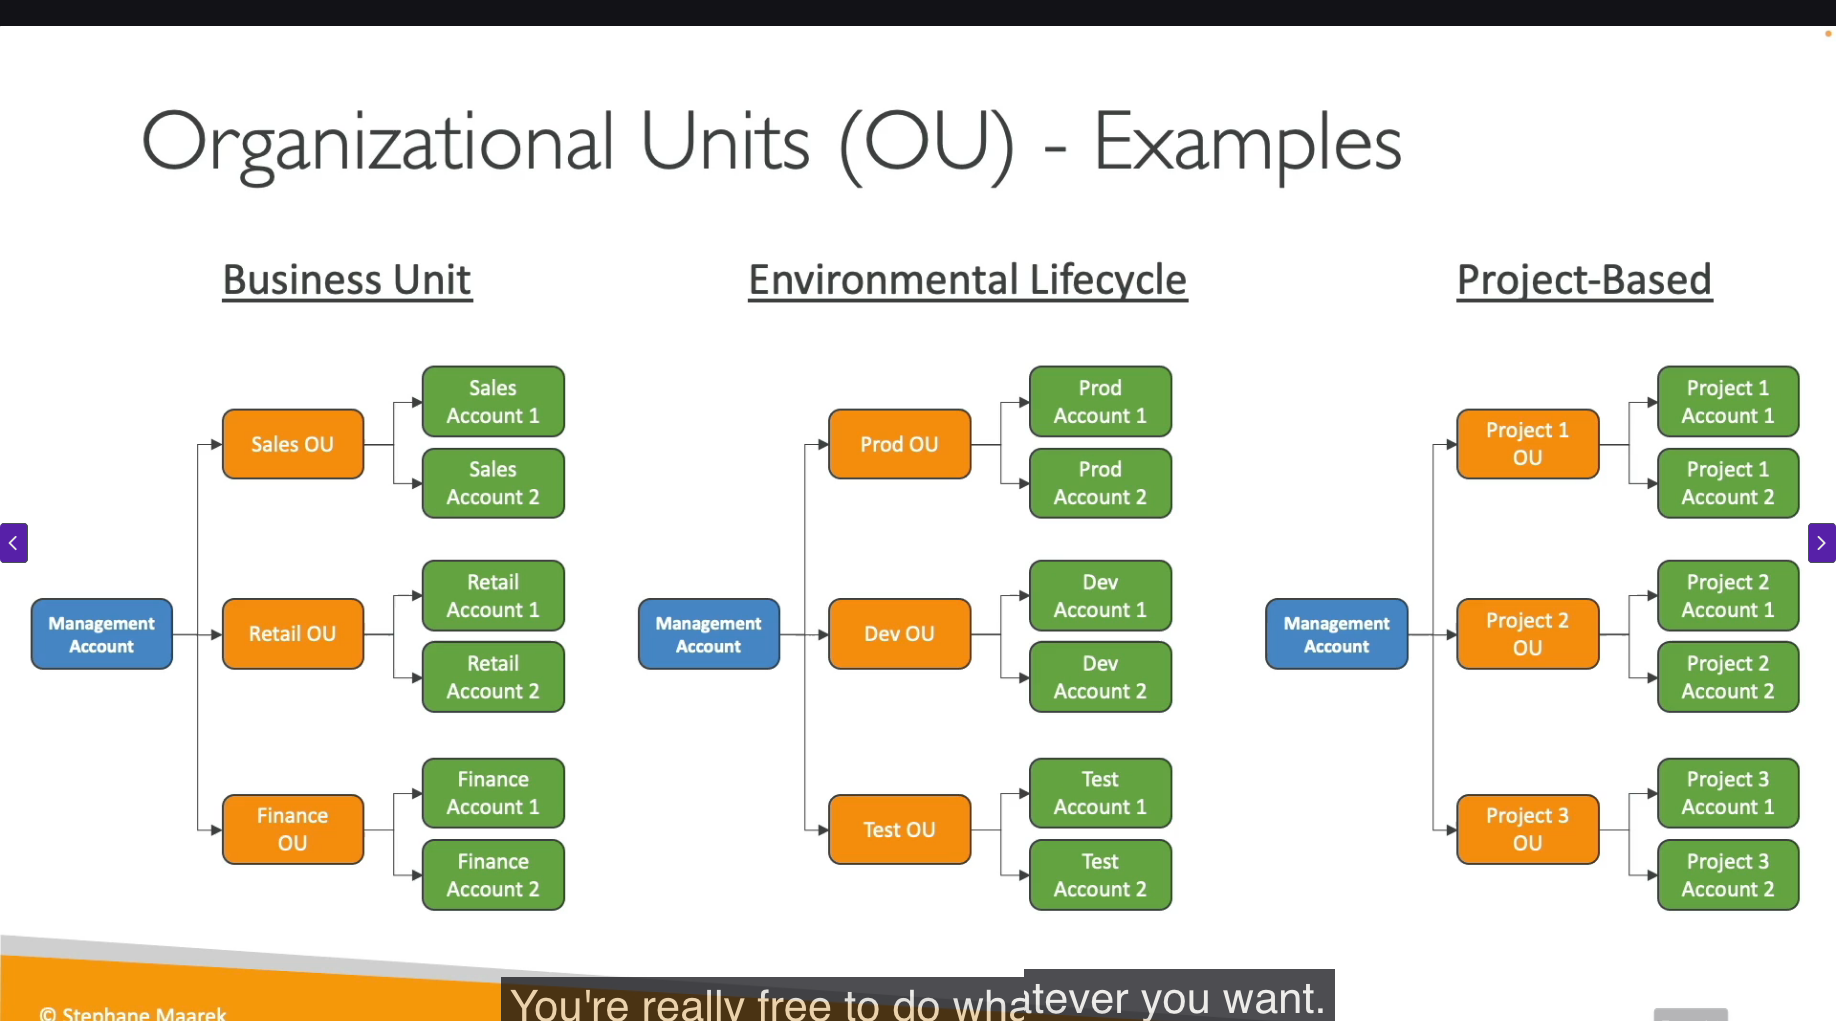 Organizational Units (OU) - Examples
Business Unit
Management
Account
Sales OU
Sales
Account 1
Sales
Account 2
Retail OU
Retail
Account 1
Retail
Account 2
Finance
OU
Finance
Account 1
Finance
Account 2
Environmental Lifecycle
Management
Account
Prod OU
Prod
Account 1
Prod
Account 2
Dev OU
Dev
Account 1
Dev
Account 2
Test OU
Test
Account 1
Test
Account 2
Project-Based
Management
Account
Project 1
OU
Project 1
Account 1
Project 1
Account 2
Project 2
OU
Project 2
Account 1
Project 2
Account 2
Project 3
OU
Project 3
Account 1
Project 3
Account 2
You're really free to do whatever you want.
© Stephane Maarek